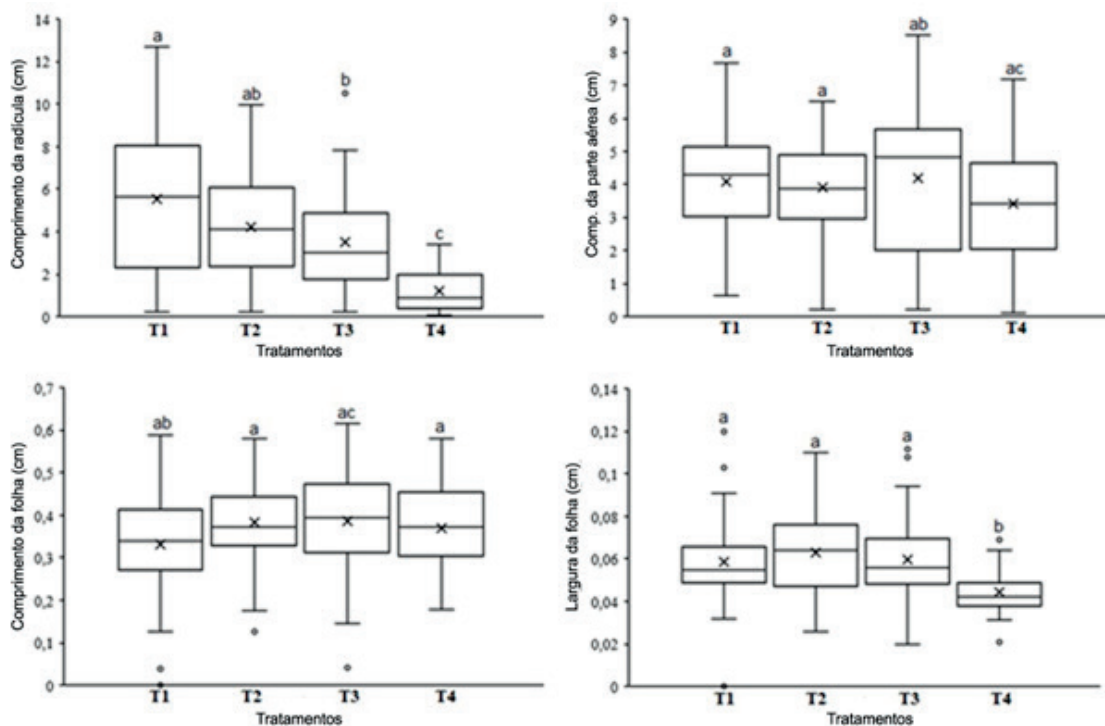 Comprimento da radícula (cm)
14
12
10
8
6
4
2
0
a
ab
b
c
T1 T2 T3 T4
Tratamentos
Comp. da parte aérea (cm)
9
8
7
6
5
4
3
2
1
0
a
a
ab
ac
T1 T2 T3 T4
Tratamentos
Comprimento da folha (cm)
0,7
0,6
0,5
0,4
0,3
0,2
0,1
0
ab
a
ac
a
T1 T2 T3 T4
Tratamentos
Largura da folha (cm)
0,14
0,12
0,10
0,08
0,06
0,04
0,02
0
a
a
a
b
T1 T2 T3 T4
Tratamentos